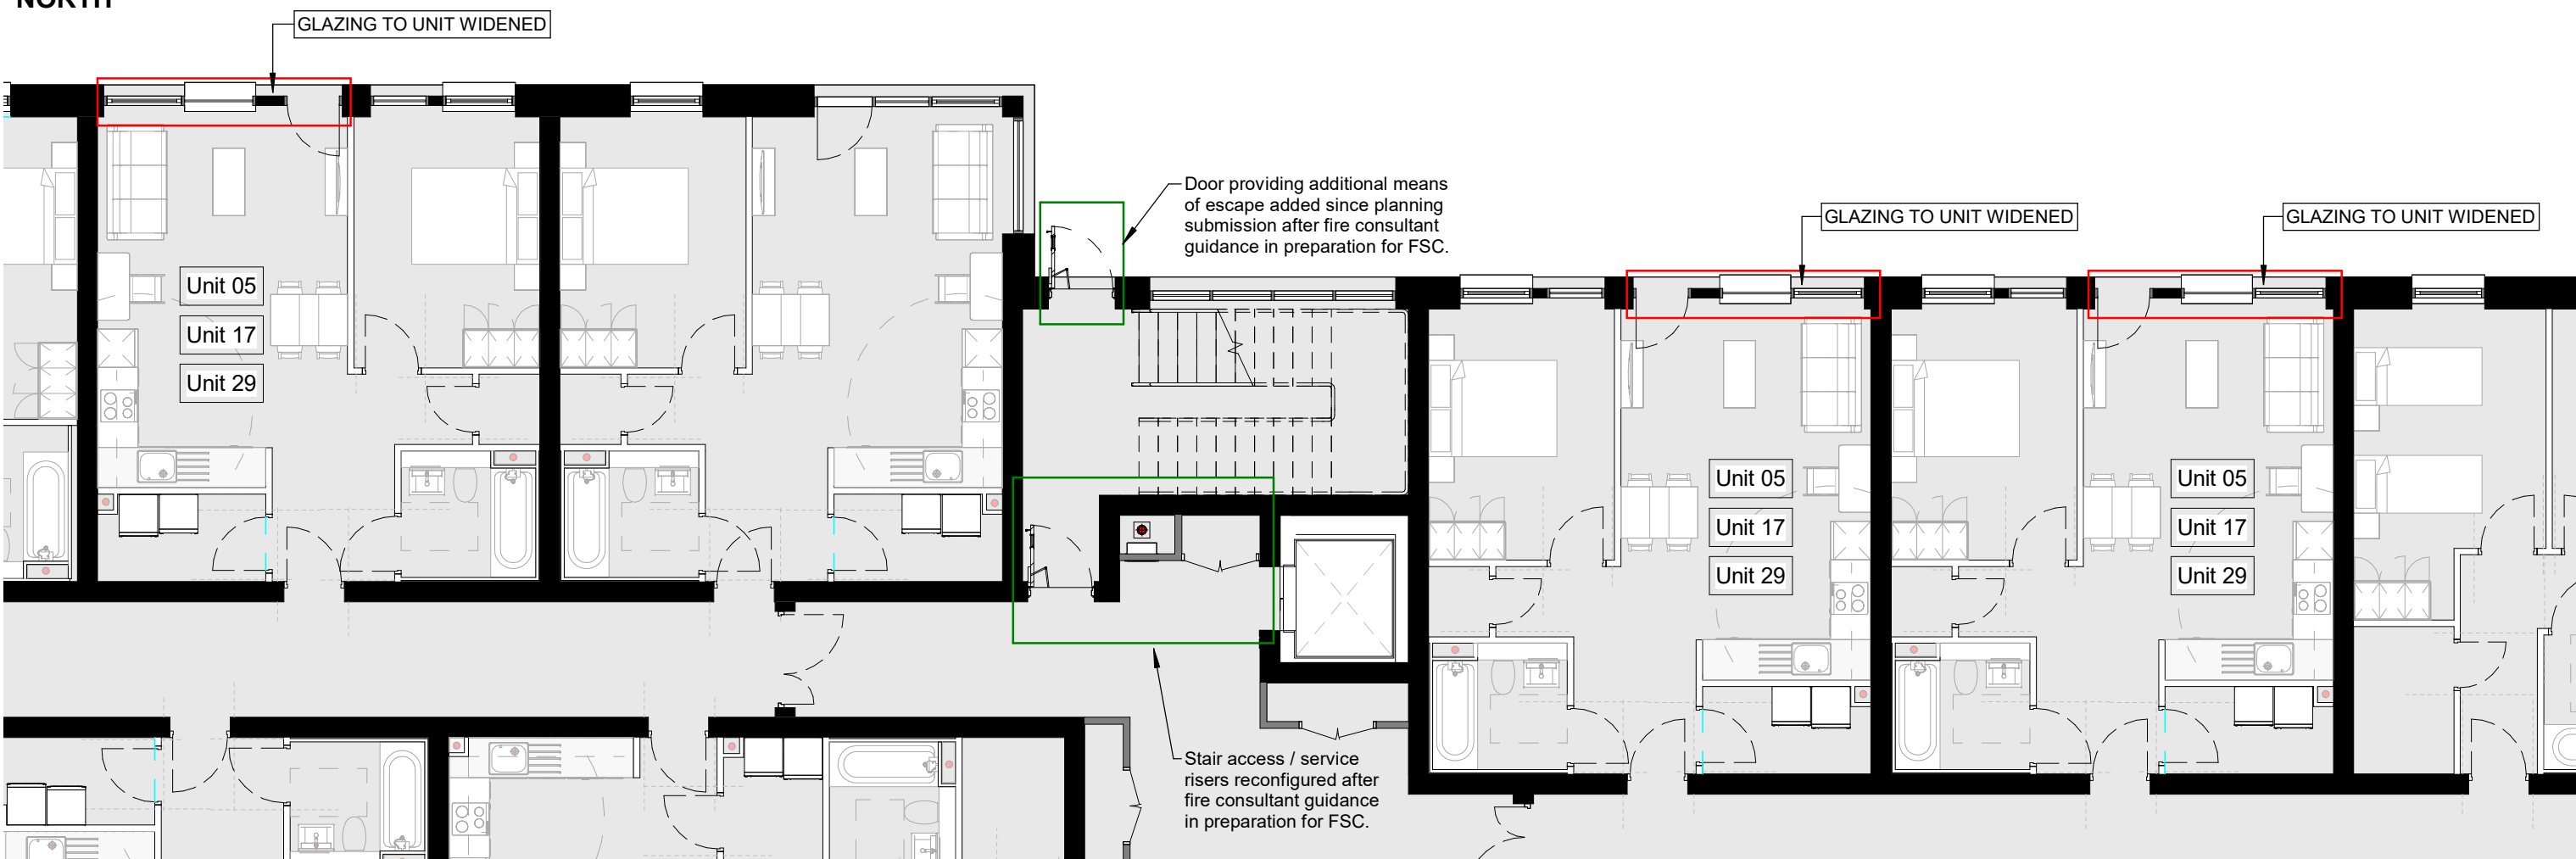 NORTH
GLAZING TO UNIT WIDENED
Door providing additional means
of escape added since planning
submission after fire consultant
guidance in preparation for FSC.
GLAZING TO UNIT WIDENED
GLAZING TO UNIT WIDENED
Unit 05
Unit 17
Unit 29
Unit 05
Unit 17
Unit 29
Unit 05
Unit 17
Unit 29
Stair access / service
risers reconfigured after
fire consultant guidance
in preparation for FSC.